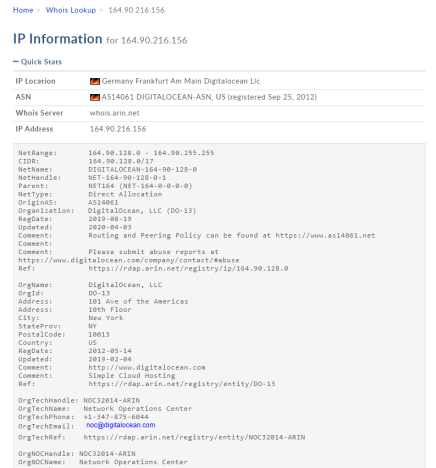 Home > Whois Lookup > 164.90.216.156
IP Information for 164.90.216.156
− Quick Stats
IP Location Germany Frankfurt Am Main Digitalocean Llc
ASN AS14061 DIGITALOCEAN-ASN, US (registered Sep 25, 2012)
Whois Server whois.arin.net
IP Address 164.90.216.156
NetRange: 164.90.128.0 - 164.90.255.255
CIDR: 164.90.128.0/17
NetName: DIGITALOCEAN-164-90-128-0
NetHandle: NET-164-90-128-0-1
Parent: NET164 (NET-164-0-0-0-0)
NetType: Direct Allocation
OriginAS: AS14061
Organization: DigitalOcean, LLC (DO-13)
RegDate: 2019-08-19
Updated: 2020-04-03
Comment: Routing and Peering Policy can be found at https://www.as14061.net
Comment:
Comment: Please submit abuse reports at
https://www.digitalocean.com/company/contact/#abuse
Ref: https://rdap.arin.net/registry/ip/164.90.128.0
OrgName: DigitalOcean, LLC
OrgId: DO-13
Address: 101 Ave of the Americas
Address: 10th Floor
City: New York
StateProv: NY
PostalCode: 10013
Country: US
RegDate: 2012-05-14
Updated: 2019-02-04
Comment: http://www.digitalocean.com
Comment: Simple Cloud Hosting
Ref: https://rdap.arin.net/registry/entity/DO-13
OrgTechHandle: NOC32014-ARIN
OrgTechName: Network Operations Center
OrgTechPhone: +1-347-875-6044
OrgTechEmail: noc@digitalocean.com
OrgTechRef: https://rdap.arin.net/registry/entity/NOC32014-ARIN
OrgNOCHandle: NOC32014-ARIN
OrgNOCName: Network Operations Center